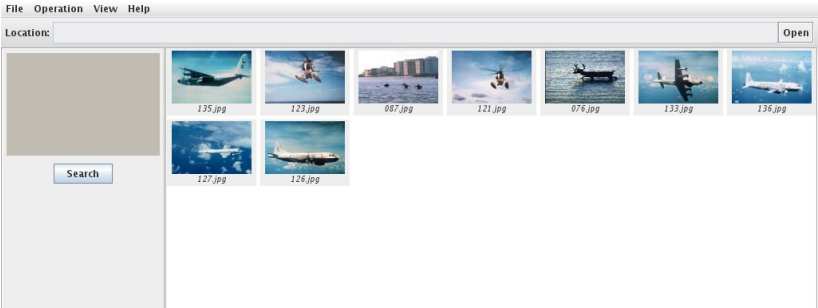 File Operation View Help
Location: Open
135.jpg 123.jpg 087.jpg 121.jpg 076.jpg 133.jpg 136.jpg
Search
127.jpg 126.jpg